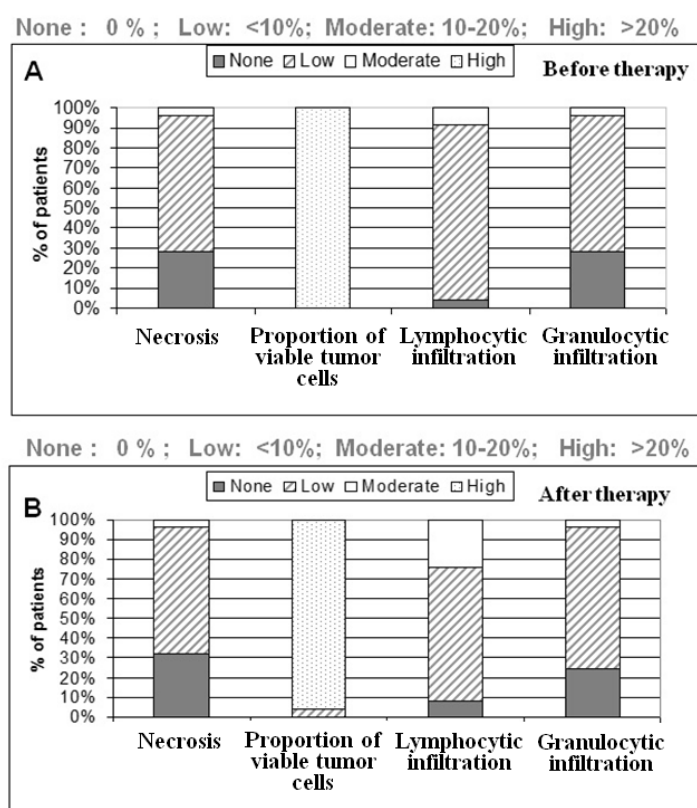 None : 0 % ; Low: <10%; Moderate: 10-20%; High: >20%
A
None Low Moderate High
Before therapy
100%
90%
80%
70%
60%
50%
40%
30%
20%
10%
0%
% of patients
Necrosis Proportion of Lymphocytic Granulocytic
viable tumor infiltration infiltration
cells
None : 0 % ; Low: <10%; Moderate: 10-20%; High: >20%
B
None Low Moderate High
After therapy
100%
90%
80%
70%
60%
50%
40%
30%
20%
10%
0%
% of patients
Necrosis Proportion of Lymphocytic Granulocytic
viable tumor infiltration infiltration
cells